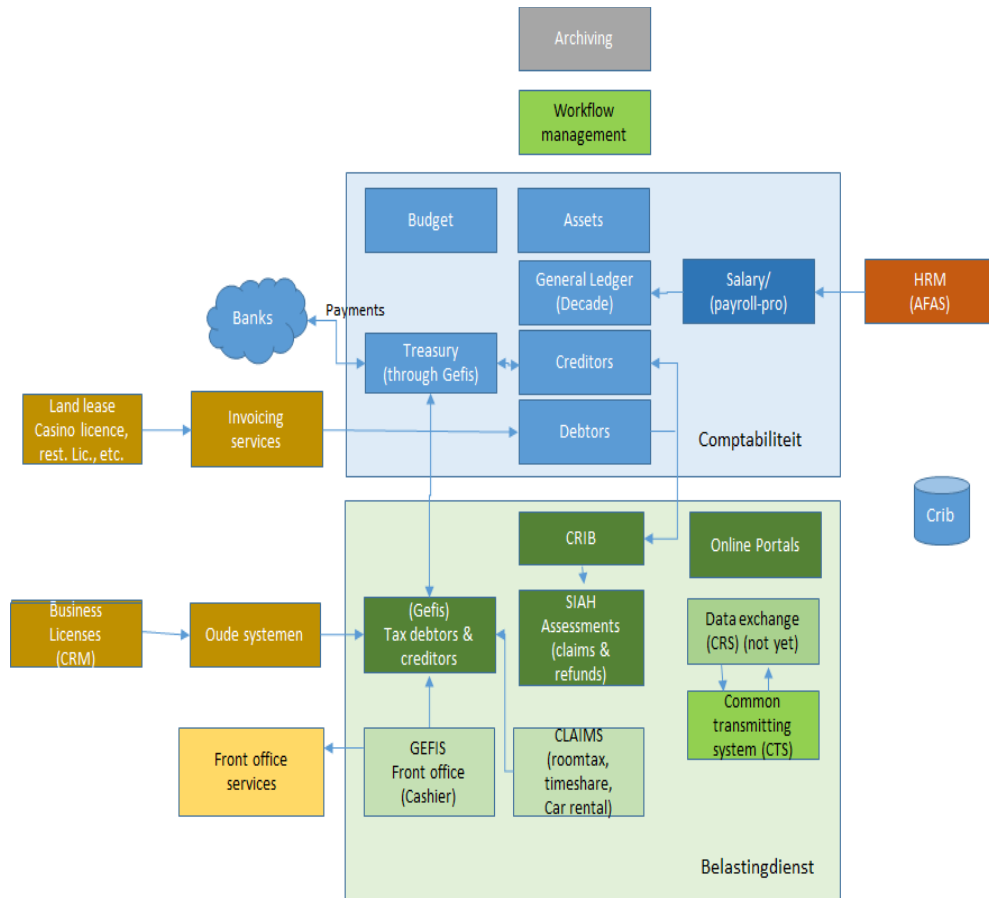 Archiving
Workflow
management
Budget
Assets
General Ledger
(Decade)
Salary/
(payroll-pro)
HRM
(AFAS)
Banks
Payments
Treasury
(through Gefis)
Creditors
Land lease
Casino licence,
rest. Lic., etc.
Invoicing
services
Debtors
Comptabiliteit
Crib
CRIB
Online Portals
Business
Licenses
(CRM)
Oude systemen
(Gefis)
Tax debtors &
creditors
SIAH
Assessments
(claims &
refunds)
Data exchange
(CRS) (not yet)
Common
transmitting
system (CTS)
Front office
services
GEFIS
Front office
(Cashier)
CLAIMS
(roomtax,
timeshare,
Car rental)
Belastingdienst